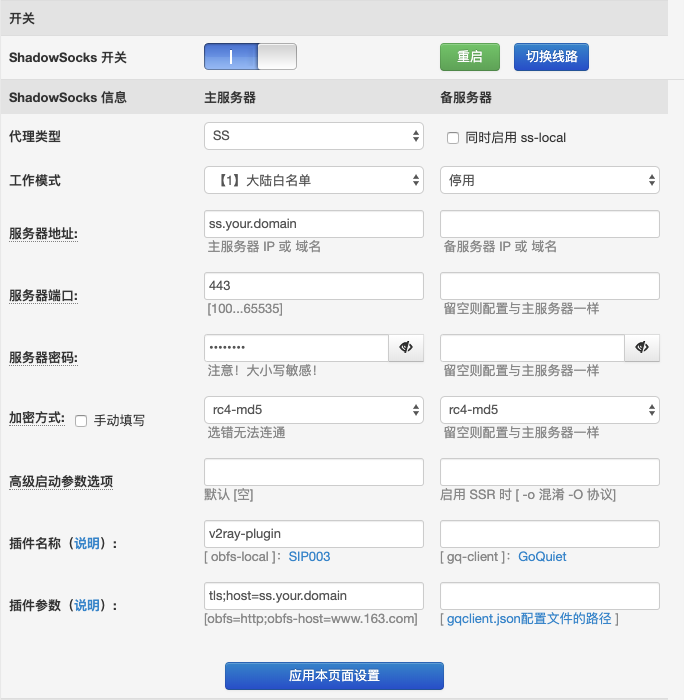 开关
ShadowSocks 开关 重启 切换线路
ShadowSocks 信息 主服务器 备服务器
代理类型 SS 同时启用 ss-local
工作模式 【1】大陆白名单 停用
服务器地址: ss.your.domain
主服务器 IP 或 域名 备服务器 IP 或 域名
服务器端口: 443
[100...65535] 留空则配置与主服务器一样
服务器密码: ••••••••
注意！大小写敏感！ 留空则配置与主服务器一样
加密方式: 手动填写 rc4-md5 rc4-md5
选错无法连通 留空则配置与主服务器一样
高级启动参数选项
默认 [空] 启用 SSR 时 [ -o 混淆 -O 协议]
插件名称（说明）: v2ray-plugin
[ obfs-local ]： SIP003 [ gq-client ]： GoQuiet
插件参数（说明）: tls;host=ss.your.domain
[obfs=http;obfs-host=www.163.com] [ gqclient.json配置文件的路径 ]
应用本页面设置